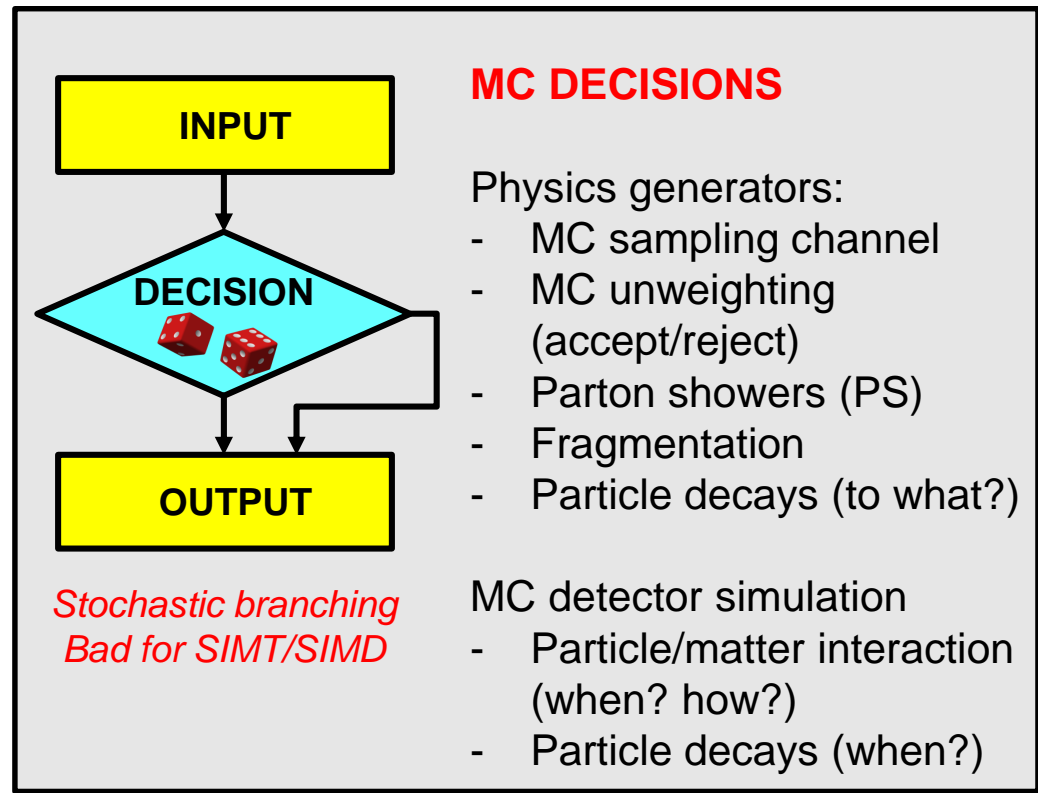 INPUT
DECISION
OUTPUT
Stochastic branching
Bad for SIMT/SIMD
MC DECISIONS
Physics generators:
- MC sampling channel
- MC unweighting
(accept/reject)
- Parton showers (PS)
- Fragmentation
- Particle decays (to what?)
MC detector simulation
- Particle/matter interaction
(when? how?)
- Particle decays (when?)